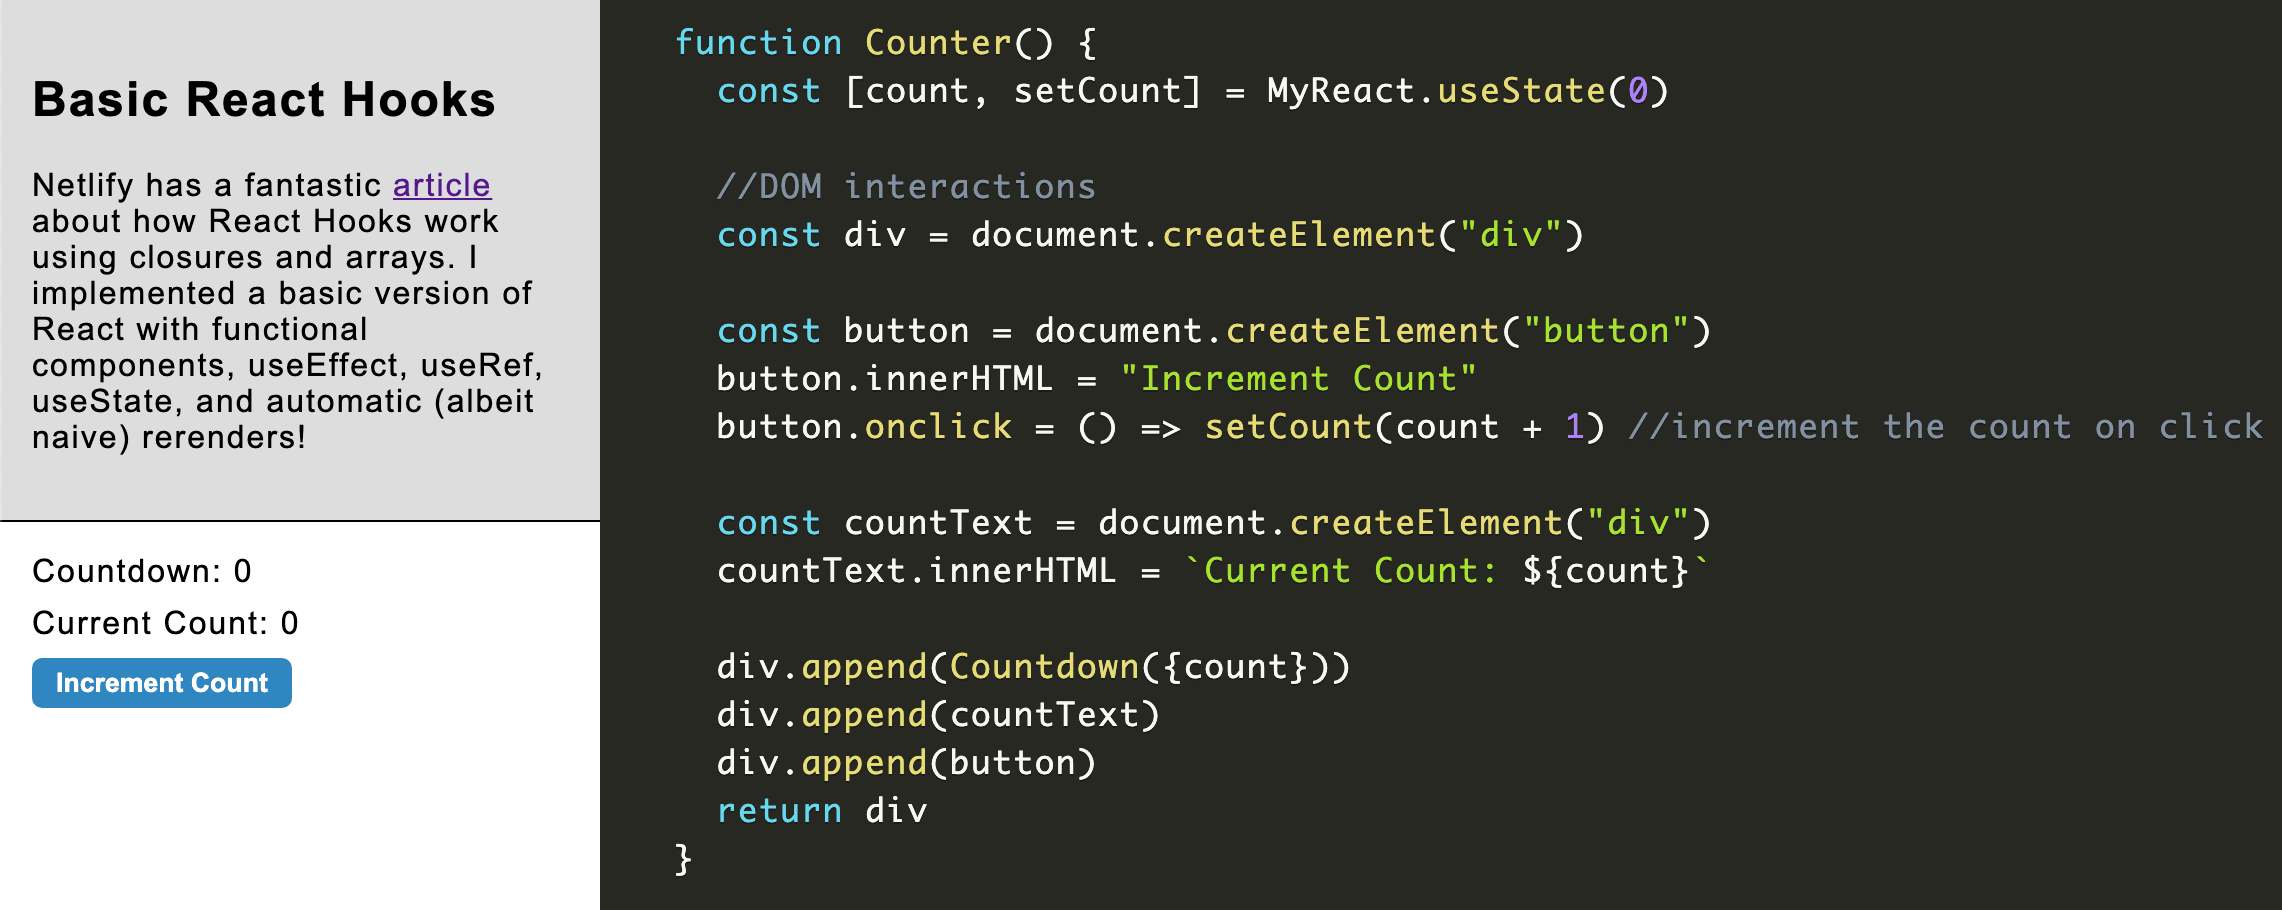 Basic React Hooks
Netlify has a fantastic article
about how React Hooks work
using closures and arrays. I
implemented a basic version of
React with functional
components, useEffect, useRef,
useState, and automatic (albeit
naive) rerenders!
Countdown: 0
Current Count: 0
Increment Count
function Counter() {
  const [count, setCount] = MyReact.useState(0)

  //DOM interactions
  const div = document.createElement("div")

  const button = document.createElement("button")
  button.innerHTML = "Increment Count"
  button.onclick = () => setCount(count + 1) //increment the count on click

  const countText = document.createElement("div")
  countText.innerHTML = `Current Count: ${count}`

  div.append(Countdown({count}))
  div.append(countText)
  div.append(button)
  return div
}